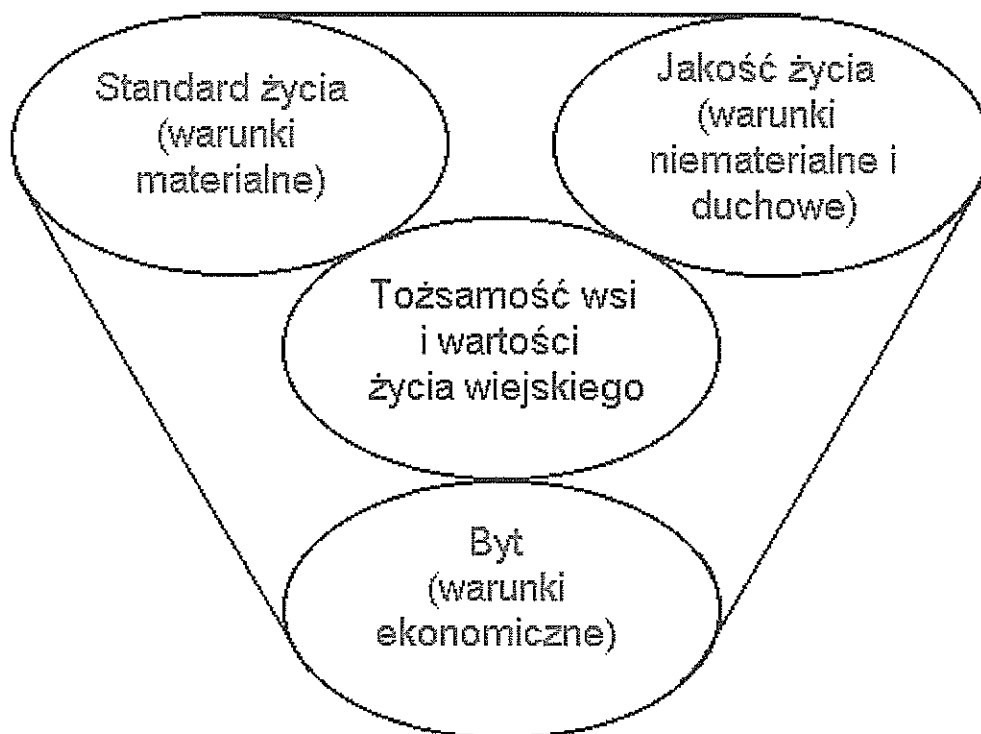 Standard życia
(warunki
materialne)
Jakość życia
(warunki
niematerialne i
duchowe)
Tożsamość wsi
i wartości
życia wiejskiego
Byt
(warunki
ekonomiczne)